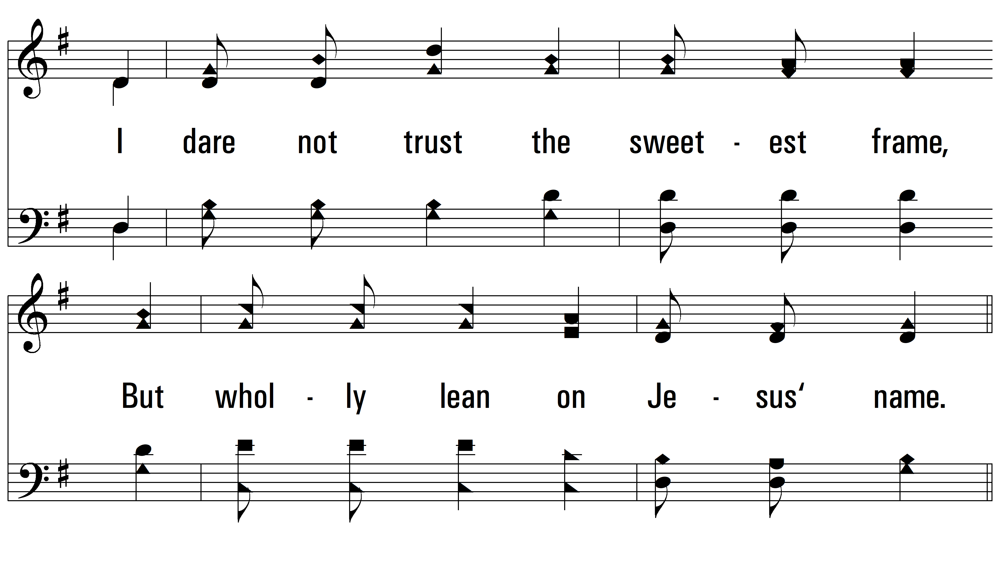 I dare not trust the sweet - est frame,
But whol - ly lean on Je - sus‘ name.